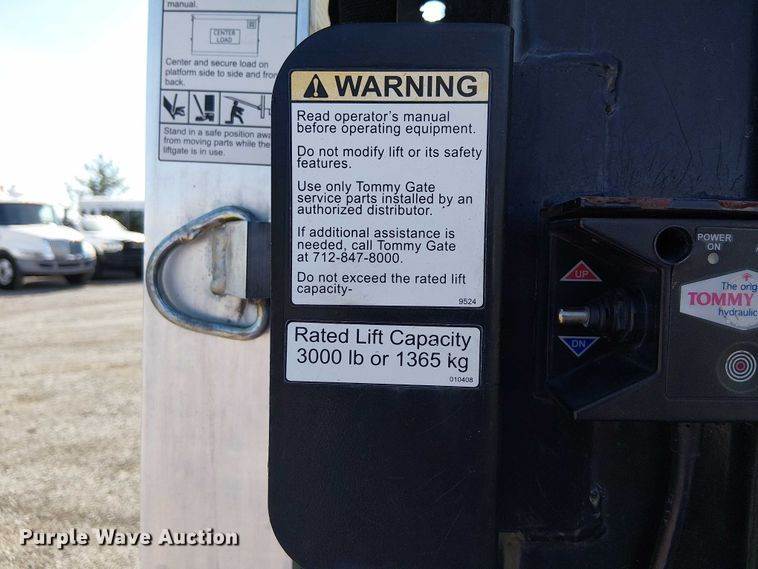 manual.
CENTER
LOAD
Center and secure load on
platform side to side and
back.
Stand in a safe position
from moving parts while the
liftgate is in use.
WARNING
Read operator's manual
before operating equipment.
Do not modify lift or its safety
features.
Use only Tommy Gate
service parts installed by an
authorized distributor.
If additional assistance is
needed, call Tommy Gate
at 712-847-8000.
Do not exceed the rated lift
capacity-
9524
Rated Lift Capacity
3000 lb or 1365 kg
010408
POWER
ON
UP
DN
The orig
TOMMY
hydraulic
Purple Wave Auction